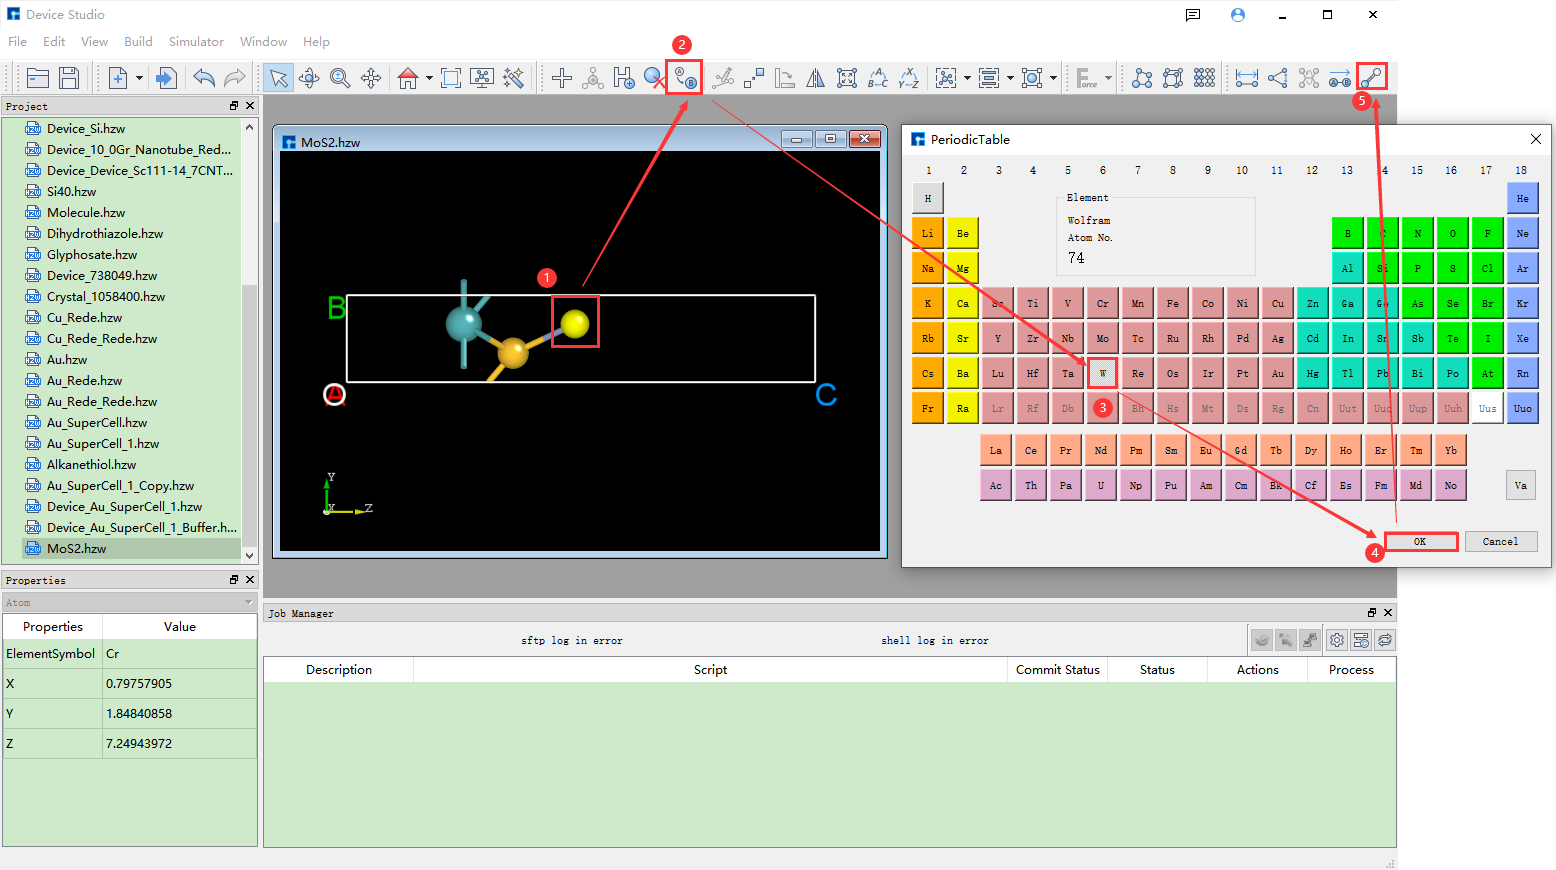 Device Studio
File Edit View Build Simulator Window Help
2
Force
5
Project
Device_Si.hzw
Device_10_0Gr_Nanotube_Red...
Device_Device_Sc111-14_7CNT...
Si40.hzw
Molecule.hzw
Dihydrothiazole.hzw
Glyphosate.hzw
Device_738049.hzw
Crystal_1058400.hzw
Cu_Rede.hzw
Cu_Rede_Rede.hzw
Au.hzw
Au_Rede.hzw
Au_Rede_Rede.hzw
Au_SuperCell.hzw
Au_SuperCell_1.hzw
Alkanethiol.hzw
Au_SuperCell_1_Copy.hzw
Device_Au_SuperCell_1.hzw
Device_Au_SuperCell_1_Buffer.h...
MoS2.hzw
MoS2.hzw
1
B
A
C
Y
X
Z
PeriodicTable
1 2 3 4 5 6 7 8 9 10 11 12 13 14 15 16 17 18
Element
Wolfram
Atom No.
74
H He
Li Be B C N O F Ne
Na Mg Al Si P S Cl Ar
K Ca Sc Ti V Cr Mn Fe Co Ni Cu Zn Ga Ge As Se Br Kr
Rb Sr Y Zr Nb Mo Tc Ru Rh Pd Ag Cd In Sn Sb Te I Xe
Cs Ba Lu Hf Ta W Re Os Ir Pt Au Hg Tl Pb Bi Po At Rn
Fr Ra Lr Rf Db 3 Bh Hs Mt Ds Rg Cn Uut Uuq Uup Uuh Uus Uuo
La Ce Pr Nd Pm Sm Eu Gd Tb Dy Ho Er Tm Yb
Ac Th Pa U Np Pu Am Cm Bk Cf Es Fm Md No Va
4
OK Cancel
Properties
Atom
Properties Value
ElementSymbol Cr
X 0.79757905
Y 1.84840858
Z 7.24943972
Job Manager
sftp log in error shell log in error
Description Script Commit Status Status Actions Process